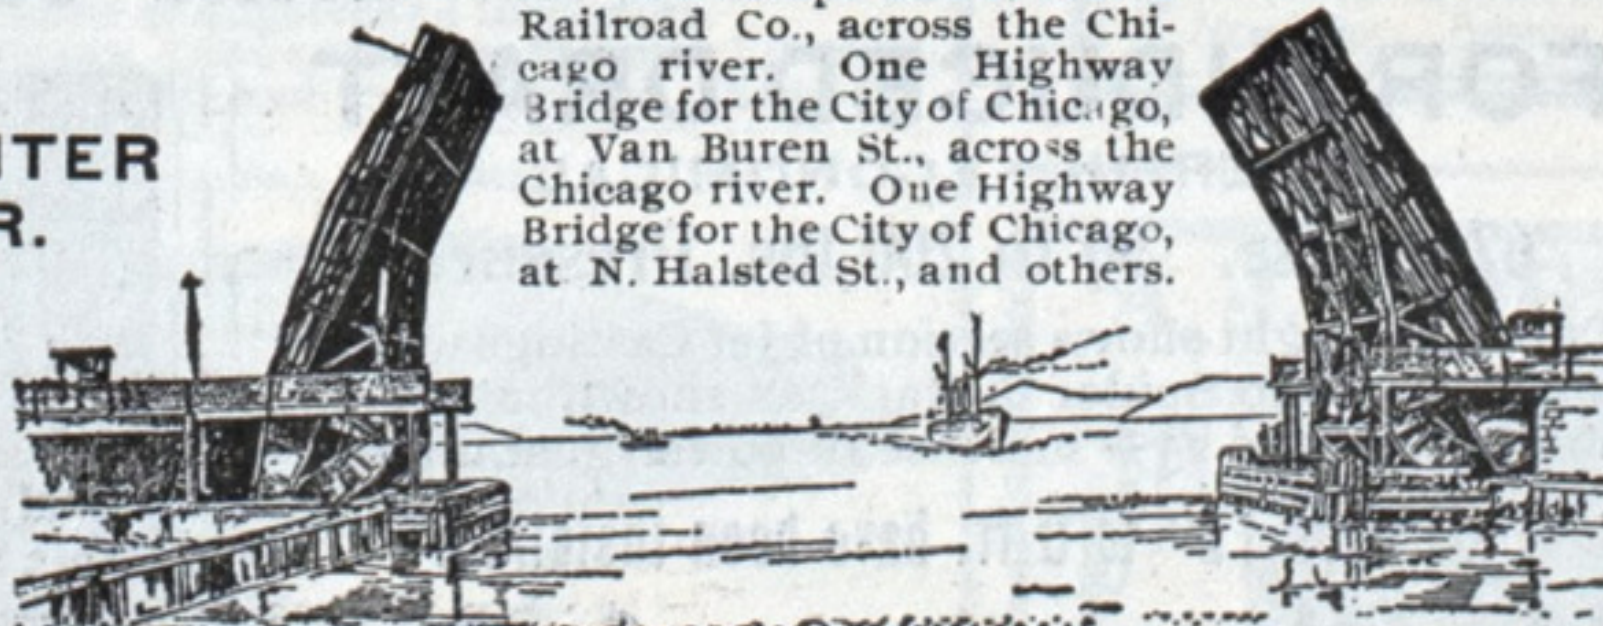 Railroad Co., across the Chi-
cago river. One Highway
Bridge for the City of Chicago,
at Van Buren St., across the
Chicago river. One Highway
Bridge for the City of Chicago,
at N. Halsted St., and others.
NTER
R.